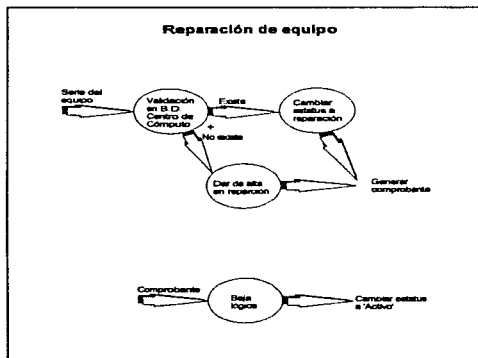 Reparación de equipo
Serie del
equipo
Validación
en B.D.
Centro de
Cómputo
Existe
+
No existe
Cambiar
estatus a
reparación
Dar de alta
en reparción
Generar
comprobante
Comprobante
Baja
lógica
Cambiar estatus
a 'Activo'